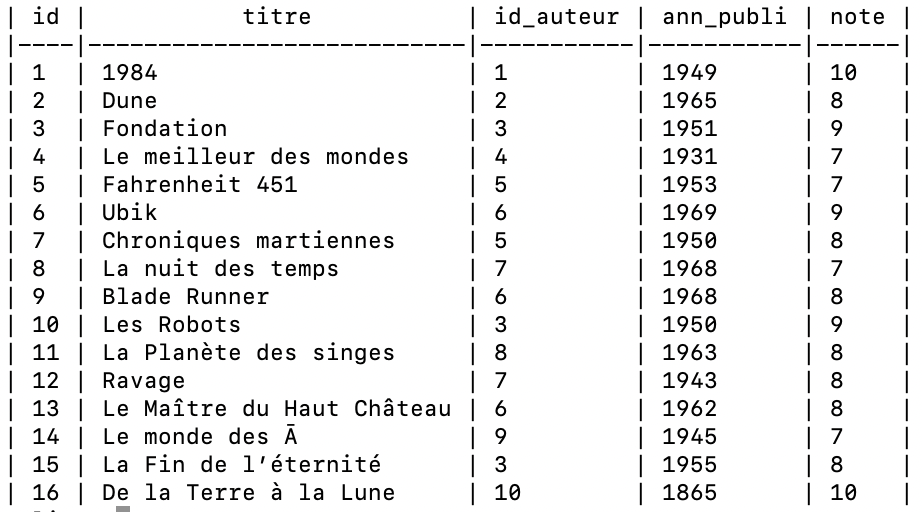 | id |           titre           | id_auteur | ann_publi | note |
|----|---------------------------|-----------|-----------|------|
| 1  | 1984                      | 1         | 1949      | 10   |
| 2  | Dune                      | 2         | 1965      | 8    |
| 3  | Fondation                 | 3         | 1951      | 9    |
| 4  | Le meilleur des mondes    | 4         | 1931      | 7    |
| 5  | Fahrenheit 451            | 5         | 1953      | 7    |
| 6  | Ubik                      | 6         | 1969      | 9    |
| 7  | Chroniques martiennes     | 5         | 1950      | 8    |
| 8  | La nuit des temps         | 7         | 1968      | 7    |
| 9  | Blade Runner              | 6         | 1968      | 8    |
| 10 | Les Robots                | 3         | 1950      | 9    |
| 11 | La Planète des singes     | 8         | 1963      | 8    |
| 12 | Ravage                    | 7         | 1943      | 8    |
| 13 | Le Maître du Haut Château | 6         | 1962      | 8    |
| 14 | Le monde des Ā            | 9         | 1945      | 7    |
| 15 | La Fin de l’éternité      | 3         | 1955      | 8    |
| 16 | De la Terre à la Lune     | 10        | 1865      | 10   |